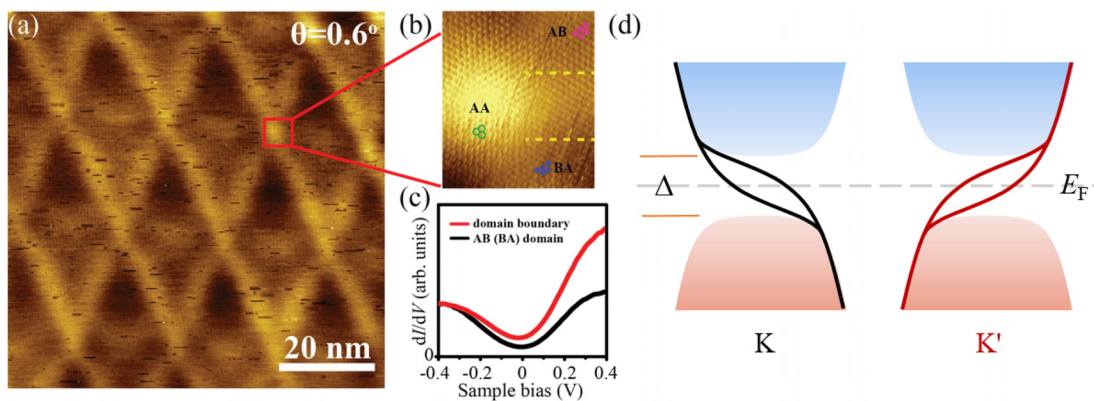 (a)
θ=0.6°
20 nm
(b)
AB
AA
BA
(c)
domain boundary
AB (BA) domain
dI/dV (arb. units)
0
-0.4
-0.2
0
0.2
0.4
Sample bias (V)
(d)
Δ
E_F
K
K'